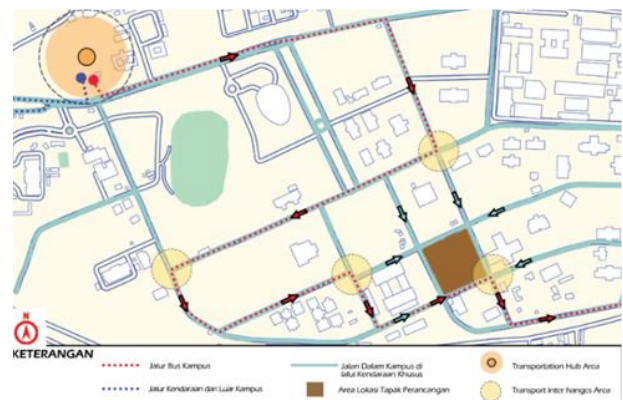 N
KETERANGAN
Jalur Bus Kampus
Jalur Kendaraan dari Luar Kampus
Jalan Dalam Kampus di
lalui Kendaraan Khusus
Area Lokasi Tapak Perancangan
Transportation Hub Area
Transport Inter hanges Area